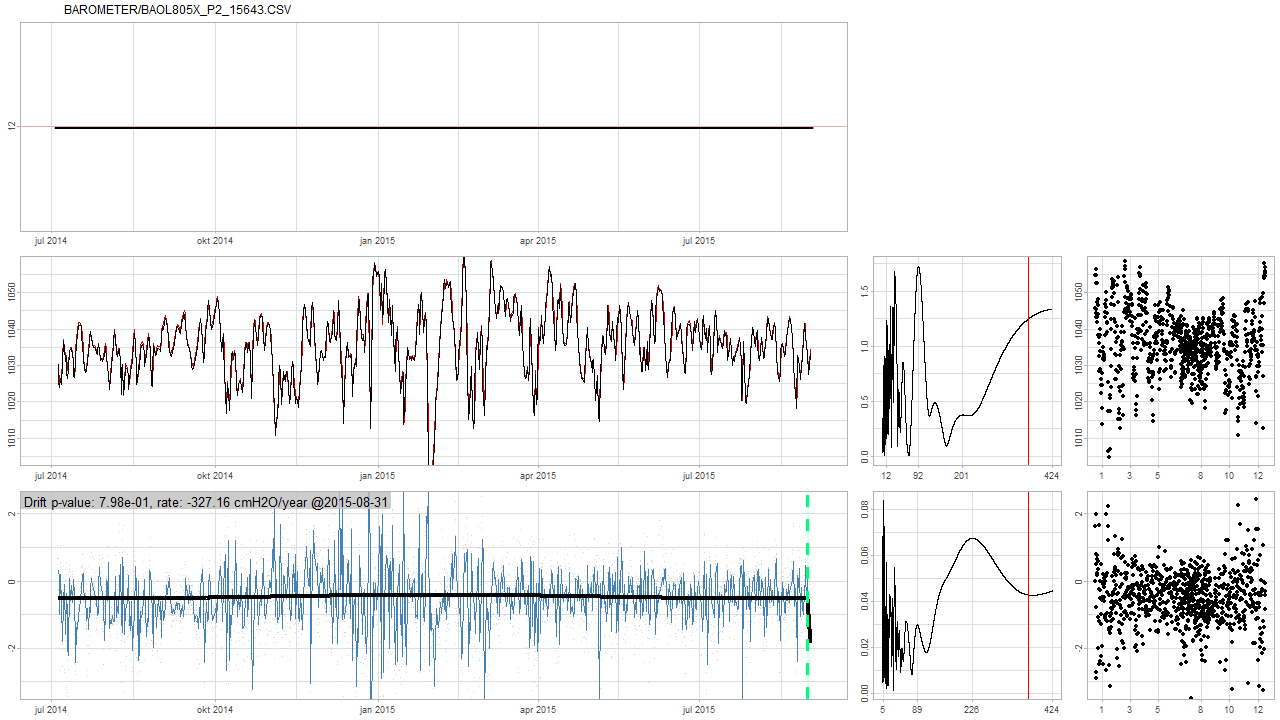 BAROMETER/BAOL805X_P2_15643.CSV
12
jul 2014 okt 2014 jan 2015 apr 2015 jul 2015
1050
1040
1030
1020
1010
jul 2014 okt 2014 jan 2015 apr 2015 jul 2015
1.5
1.0
0.5
0.0
12 92 201 424
1050
1040
1030
1020
1010
1 3 5 8 10 12
Drift p-value: 7.98e-01, rate: -327.16 cmH2O/year @2015-08-31
2
0
-2
jul 2014 okt 2014 jan 2015 apr 2015 jul 2015
0.08
0.06
0.04
0.02
0.00
5 89 226 424
2
0
-2
1 3 5 8 10 12